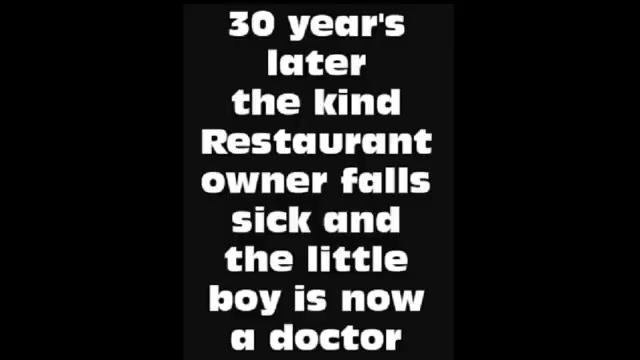 30 year's
later
the kind
Restaurant
owner falls
sick and
the little
boy is now
a doctor